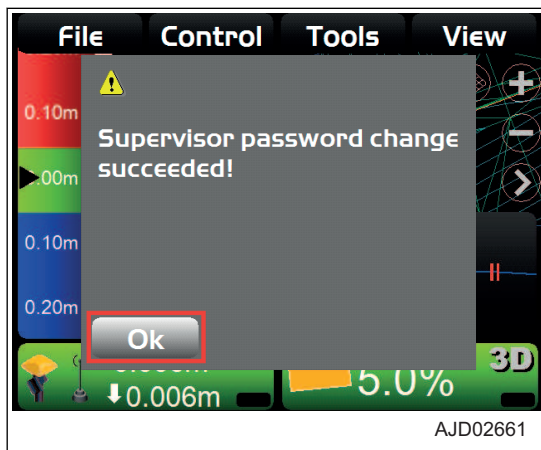 File Control Tools View
0.10m
Supervisor password change
succeeded!
.00m
0.10m
0.20m
Ok
3D
0.006m
5.0%
AJD02661